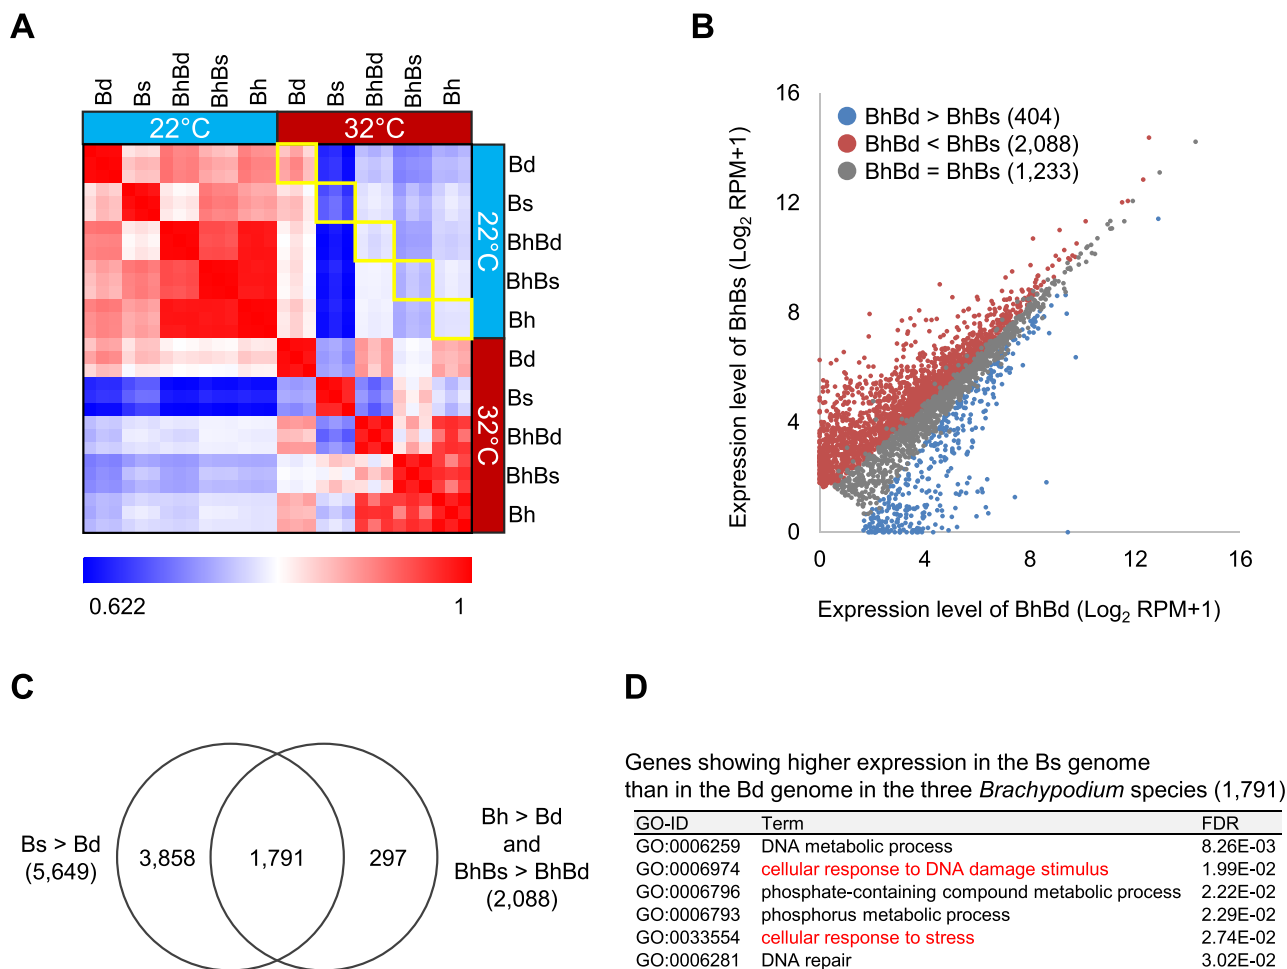 A
Bd Bs BhBd BhBs Bh Bd Bs BhBd BhBs Bh
22°C 32°C
Bd
Bs
BhBd
BhBs
Bh
22°C
Bd
Bs
BhBd
BhBs
Bh
32°C
0.622 1
B
Expression level of BhBs (Log2 RPM+1)
16
12
8
4
0
BhBd > BhBs (404)
BhBd < BhBs (2,088)
BhBd = BhBs (1,233)
0 4 8 12 16
Expression level of BhBd (Log2 RPM+1)
C
Bs > Bd
(5,649)
3,858 1,791 297
Bh > Bd
and
BhBs > BhBd
(2,088)
D
Genes showing higher expression in the Bs genome
than in the Bd genome in the three Brachypodium species (1,791)
GO-ID Term FDR
GO:0006259 DNA metabolic process 8.26E-03
GO:0006974 cellular response to DNA damage stimulus 1.99E-02
GO:0006796 phosphate-containing compound metabolic process 2.22E-02
GO:0006793 phosphorus metabolic process 2.29E-02
GO:0033554 cellular response to stress 2.74E-02
GO:0006281 DNA repair 3.02E-02